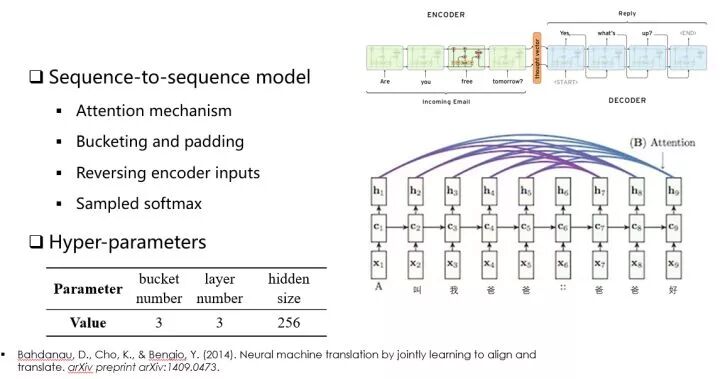 ENCODER
Reply
Yes, what's up? <END>
thought vector
Are you free tomorrow? <START>
Incoming Email
DECODER
❑ Sequence-to-sequence model
▪ Attention mechanism
▪ Bucketing and padding
▪ Reversing encoder inputs
▪ Sampled softmax
❑ Hyper-parameters
Parameter bucket number layer number hidden size
Value 3 3 256
(B) Attention
h1 h2 h3 h4 h5 h6 h7 h8 h9
c1 c2 c3 c4 c5 c6 c7 c8 c9
x1 x2 x3 x4 x5 x6 x7 x8 x9
A 叫 我 爸 爸 :: 爸 爸 好
▪ Bahdanau, D., Cho, K., & Bengio, Y. (2014). Neural machine translation by jointly learning to align and
translate. arXiv preprint arXiv:1409.0473.